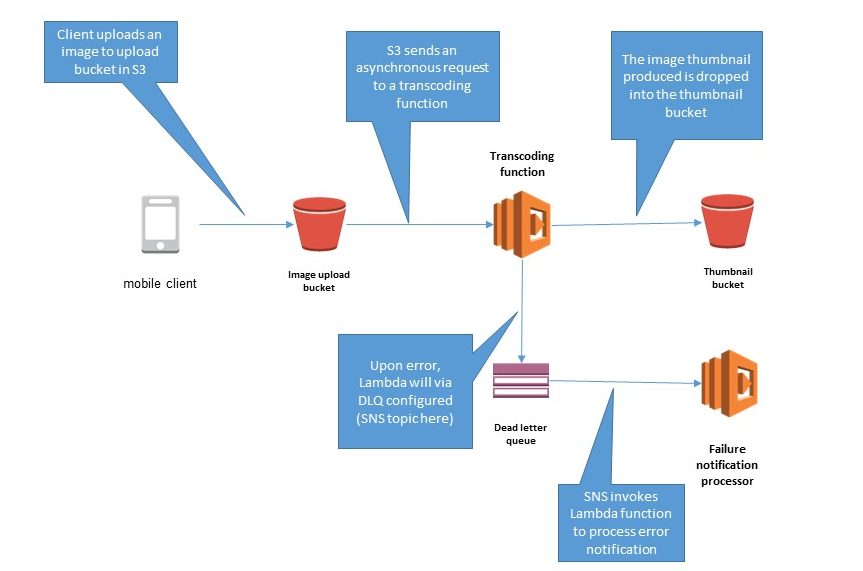 Client uploads an
image to upload
bucket in S3
S3 sends an
asynchronous request
to a transcoding
function
The image thumbnail
produced is dropped
into the thumbnail
bucket
Transcoding
function
mobile client
Image upload
bucket
Thumbnail
bucket
Upon error,
Lambda will via
DLQ configured
(SNS topic here)
Dead letter
queue
Failure
notification
processor
SNS invokes
Lambda function
to process error
notification